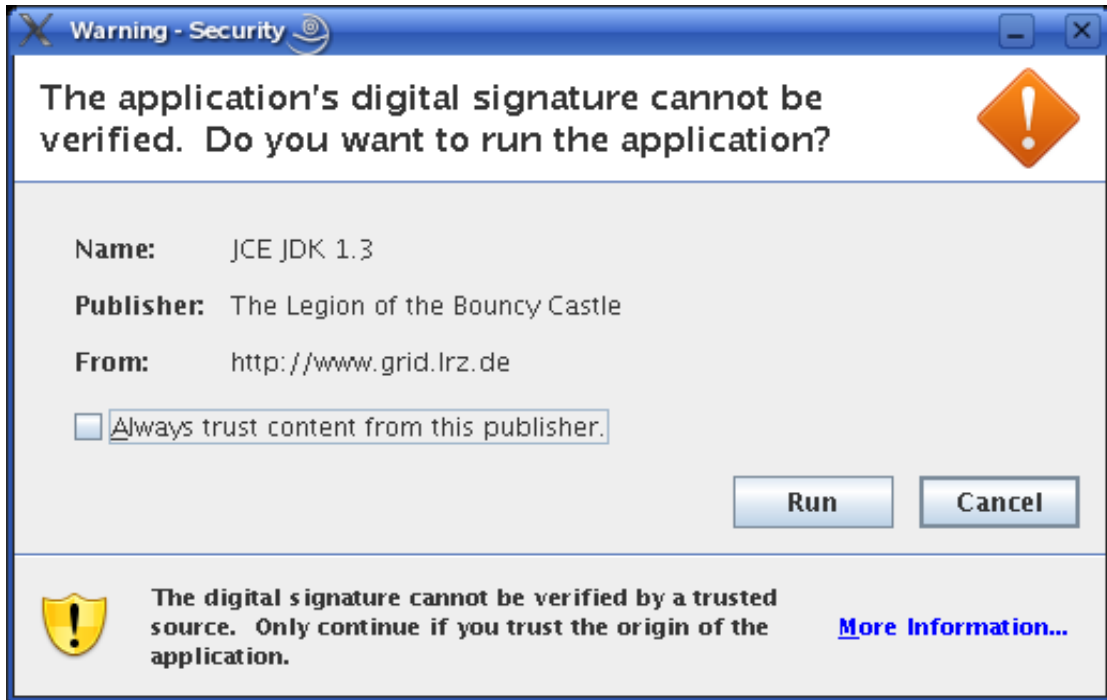 Warning - Security
The application's digital signature cannot be
verified. Do you want to run the application?
Name: JCE JDK 1.3
Publisher: The Legion of the Bouncy Castle
From: http://www.grid.lrz.de
Always trust content from this publisher.
Run Cancel
The digital signature cannot be verified by a trusted
source. Only continue if you trust the origin of the
application.
More Information...